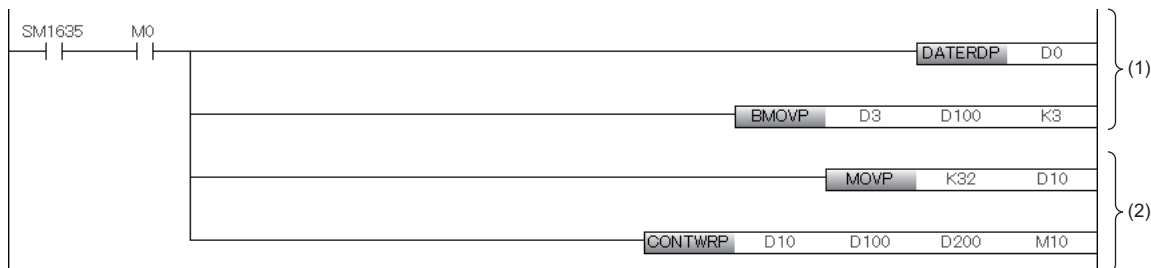 SM1635 M0
DATERDP D0
(1)
BMOVP D3 D100 K3
MOVP K32 D10
(2)
CONTWRP D10 D100 D200 M10